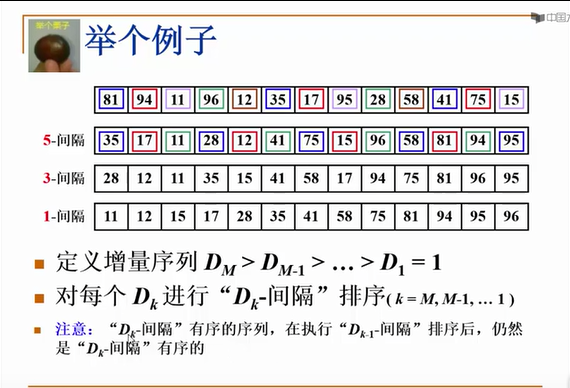 举个栗子
举个例子
中国大
81 94 11 96 12 35 17 95 28 58 41 75 15
5-间隔 35 17 11 28 12 41 75 15 96 58 81 94 95
3-间隔 28 12 11 35 15 41 58 17 94 75 81 96 95
1-间隔 11 12 15 17 28 35 41 58 75 81 94 95 96
定义增量序列 D_M > D_{M-1} > … > D_1 = 1
对每个 D_k 进行“D_k-间隔”排序( k = M, M-1, … 1 )
注意：“D_k-间隔”有序的序列，在执行“D_{k-1}-间隔”排序后，仍然
是“D_k-间隔”有序的